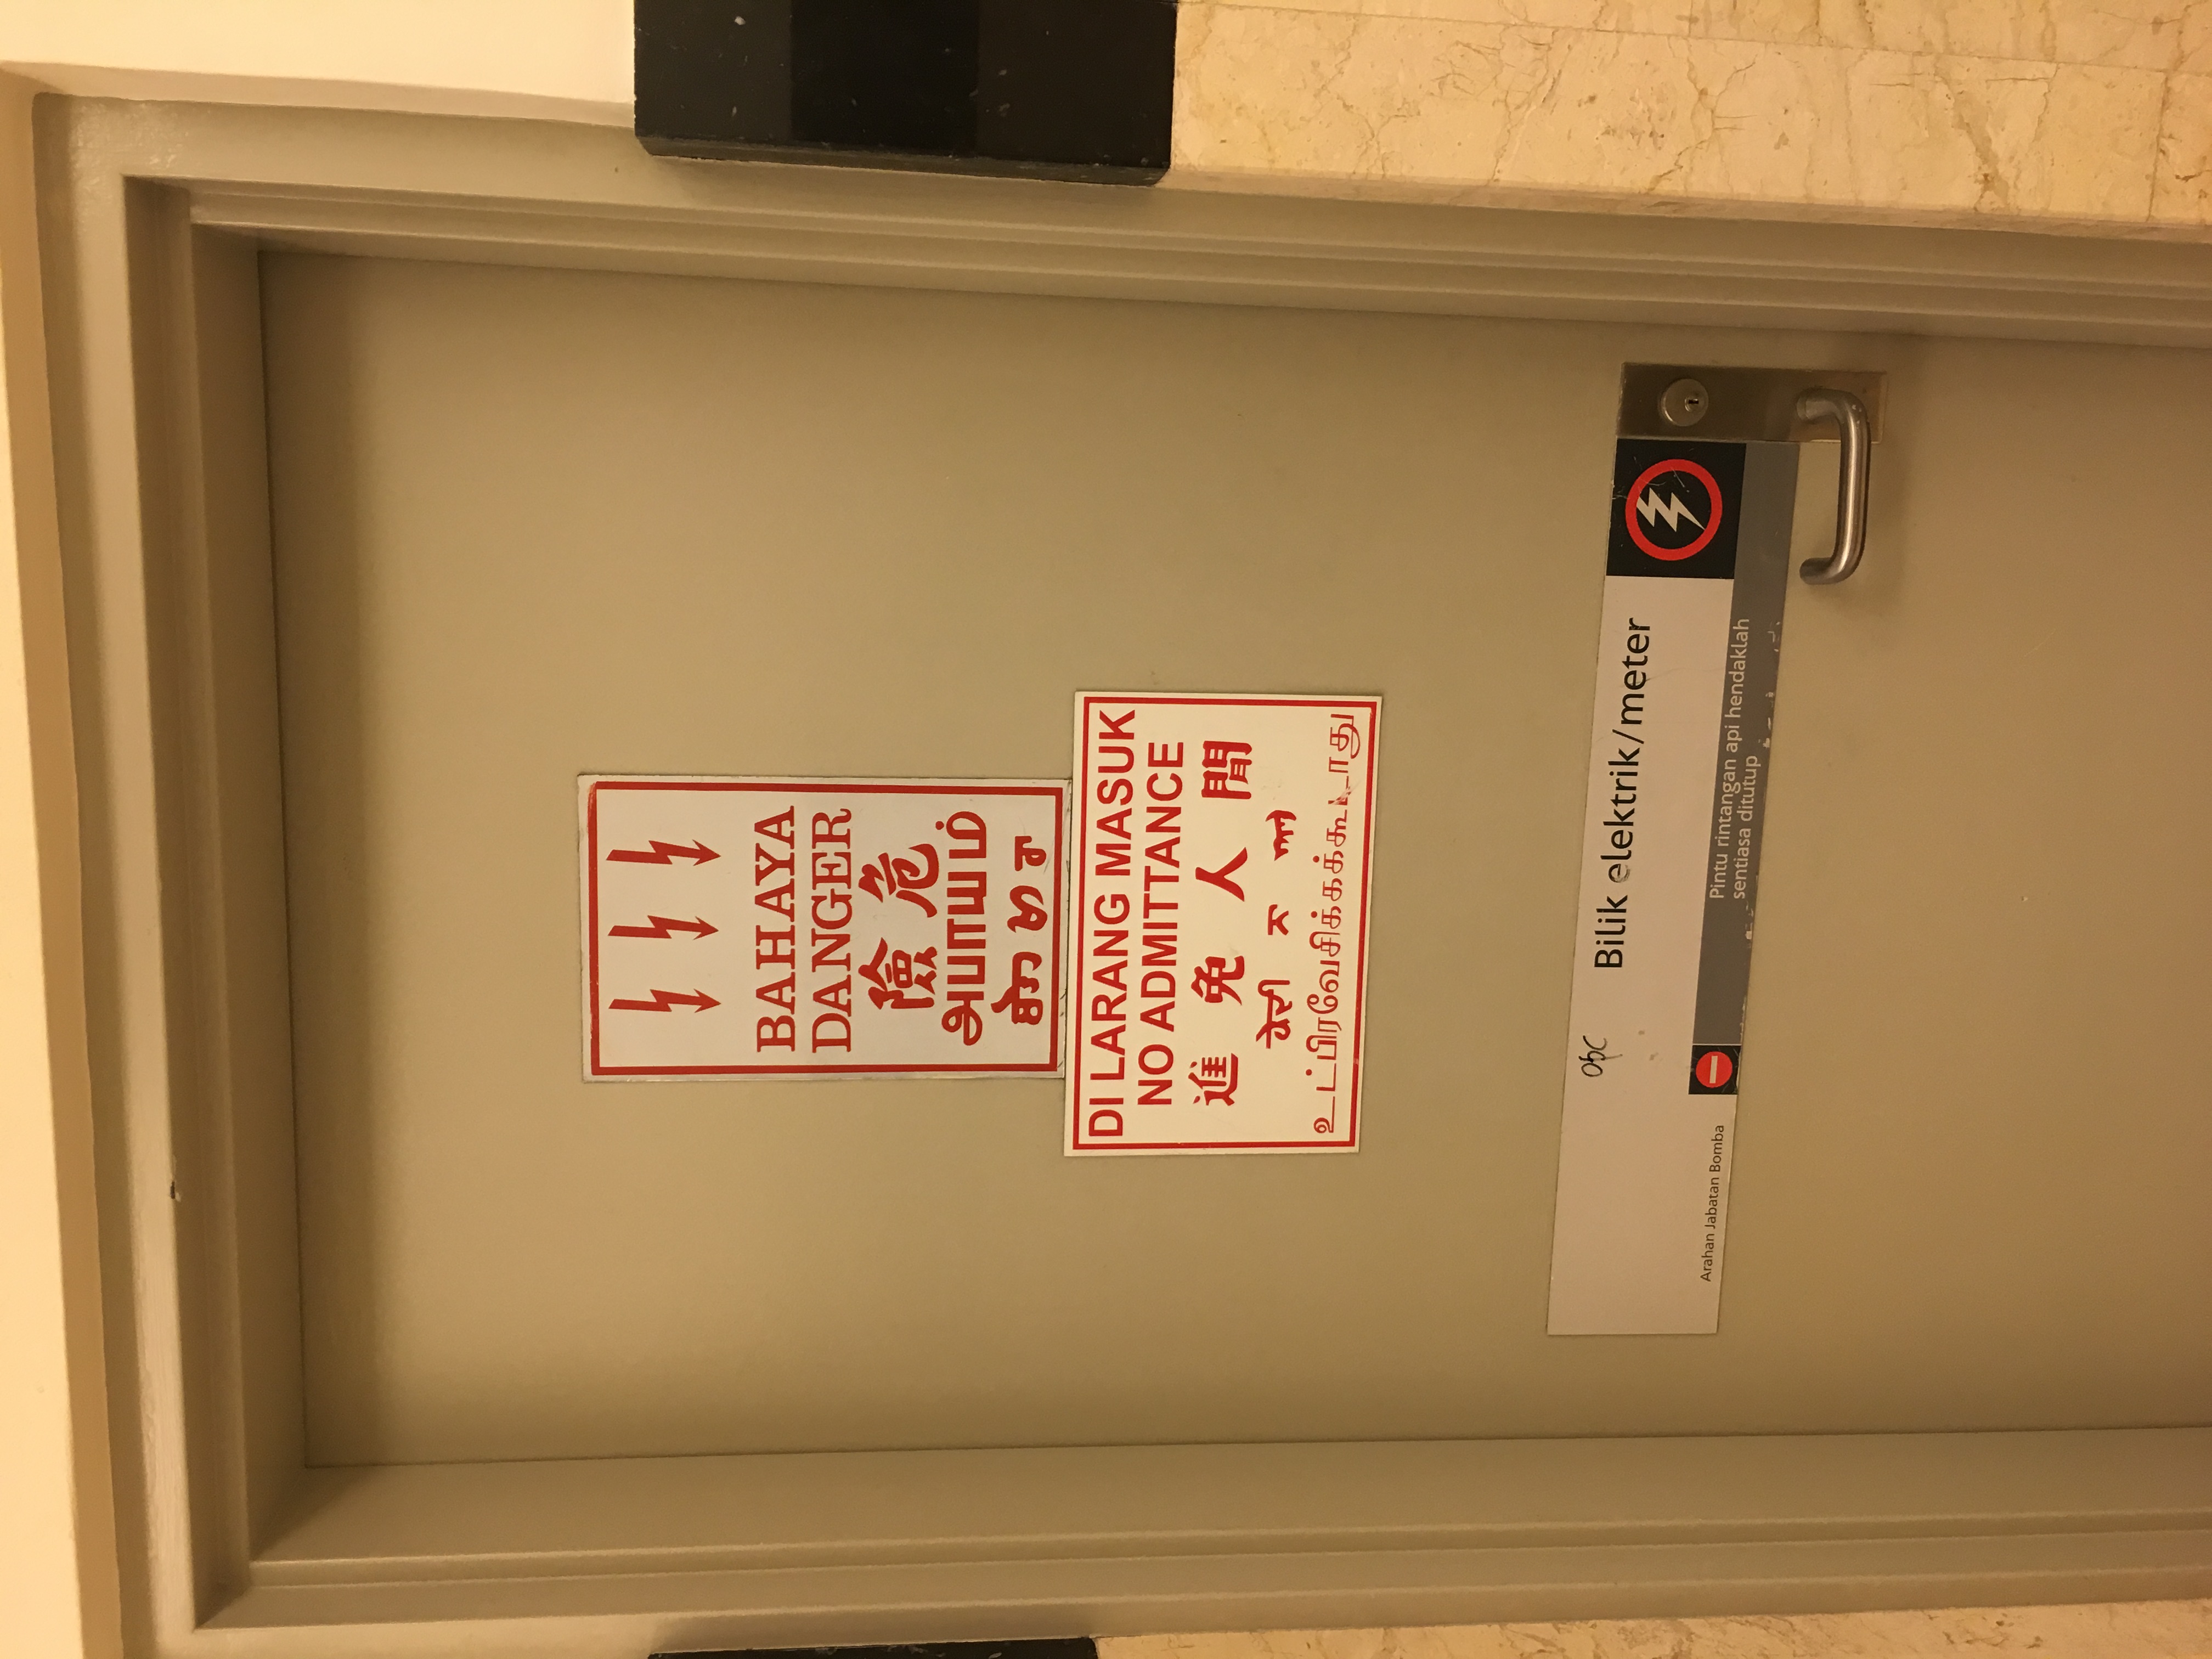 BAHAYA
DANGER
危險
அபாயம்
DI LARANG MASUK
NO ADMITTANCE
閒人免進
உட்பிரவேசிக்கக்கூடாது
Bilik elektrik/meter
Arahan Jabatan Bomba
Pintu rintangan api hendaklah
sentiasa ditutup